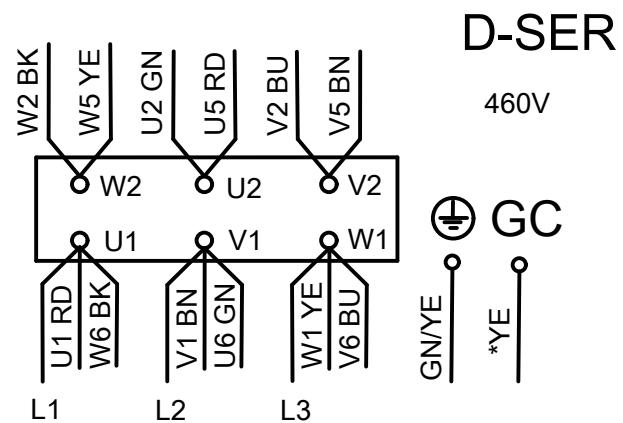 D-SER
460V
W2 BK
W5 YE
U2 GN
U5 RD
V2 BU
V5 BN
W2
U2
V2
U1
V1
W1
GC
U1 RD
W6 BK
V1 BN
U6 GN
W1 YE
V6 BU
GN/YE
*YE
L1
L2
L3